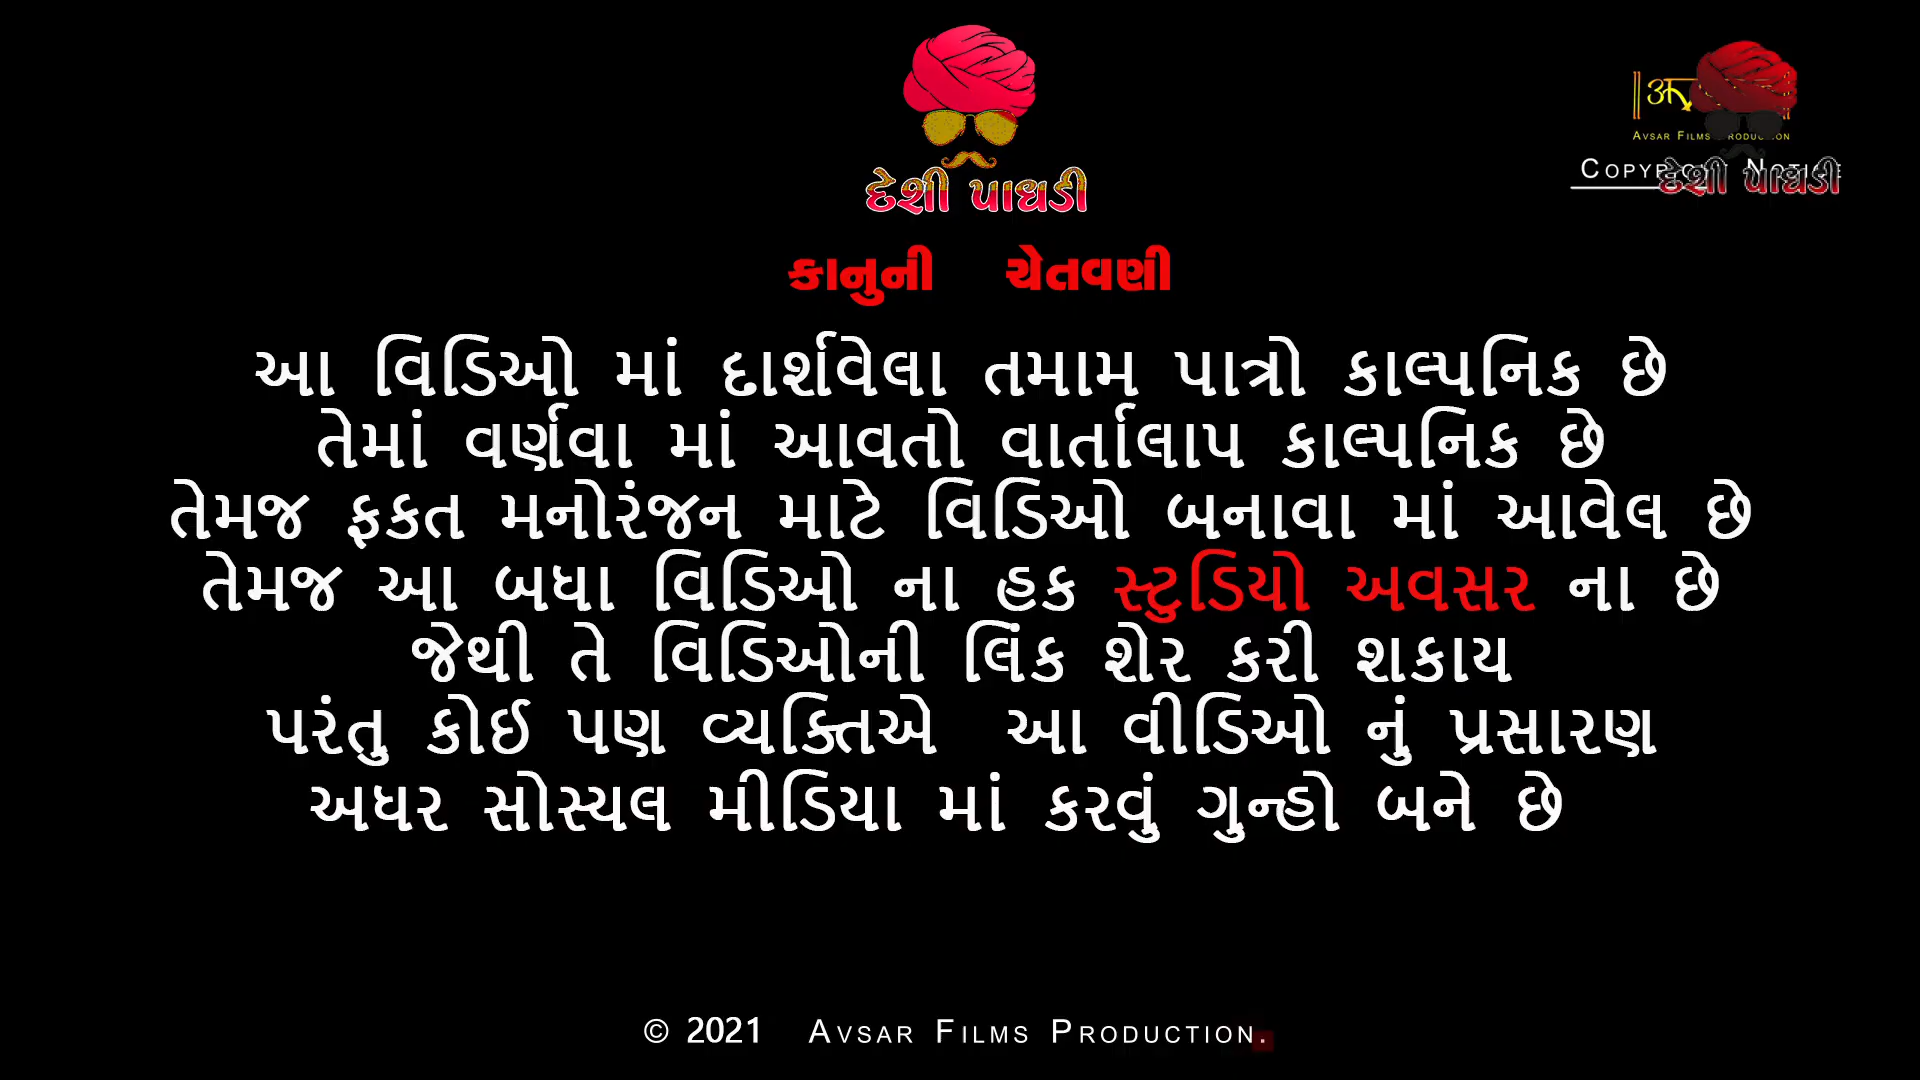 દેશી પાઘડી
AVSAR FILMS
દેશી પાઘડી
કાનુની ચેતવણી
આ વિડિઓ માં દાર્શવેલા તમામ પાત્રો કાલ્પનિક છે
તેમાં વર્ણવા માં આવતો વાર્તાલાપ કાલ્પનિક છે
તેમજ ફકત મનોરંજન માટે વિડિઓ બનાવા માં આવેલ છે
તેમજ આ બધા વિડિઓ ના હક સ્ટુડિયો અવસર ના છે
જેથી તે વિડિઓની લિંક શેર કરી શકાય
પરંતુ કોઈ પણ વ્યક્તિએ આ વીડિઓ નું પ્રસારણ
અધર સોસ્યલ મીડિયા માં કરવું ગુન્હો બને છે
© 2021 AVSAR FILMS PRODUCTION.